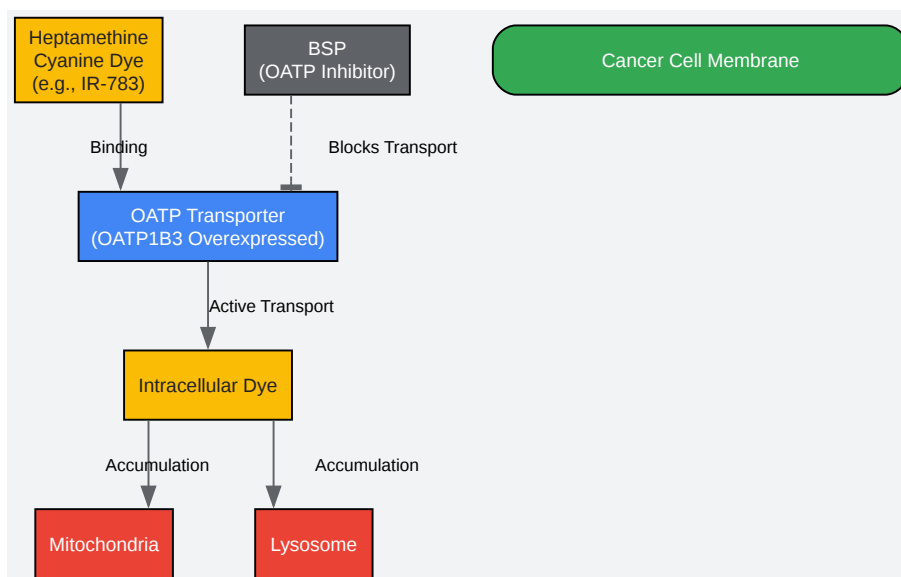 Heptamethine
Cyanine Dye
(e.g., IR-783)
BSP
(OATP Inhibitor)
Cancer Cell Membrane
Binding
Blocks Transport
OATP Transporter
(OATP1B3 Overexpressed)
Active Transport
Intracellular Dye
Accumulation
Accumulation
Mitochondria
Lysosome